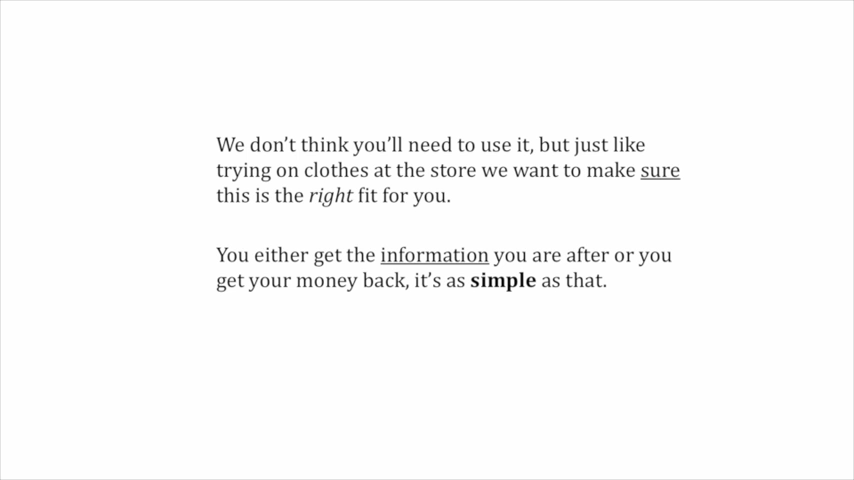 We don’t think you’ll need to use it, but just like
trying on clothes at the store we want to make sure
this is the right fit for you.
You either get the information you are after or you
get your money back, it’s as simple as that.